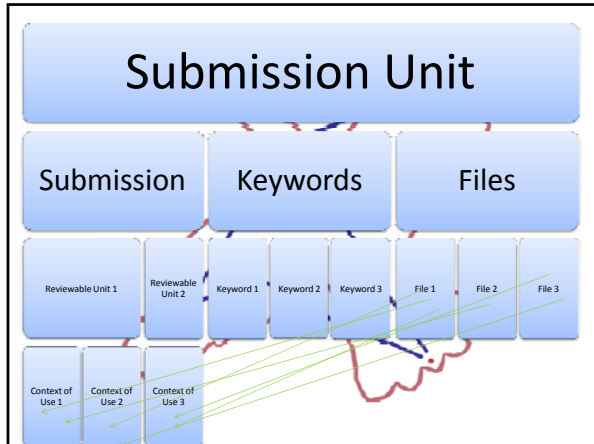 Submission Unit
Submission
Keywords
Files
Reviewable Unit 1
Reviewable
Unit 2
Keyword 1
Keyword 2
Keyword 3
File 1
File 2
File 3
Context of
Use 1
Context of
Use 2
Context of
Use 3